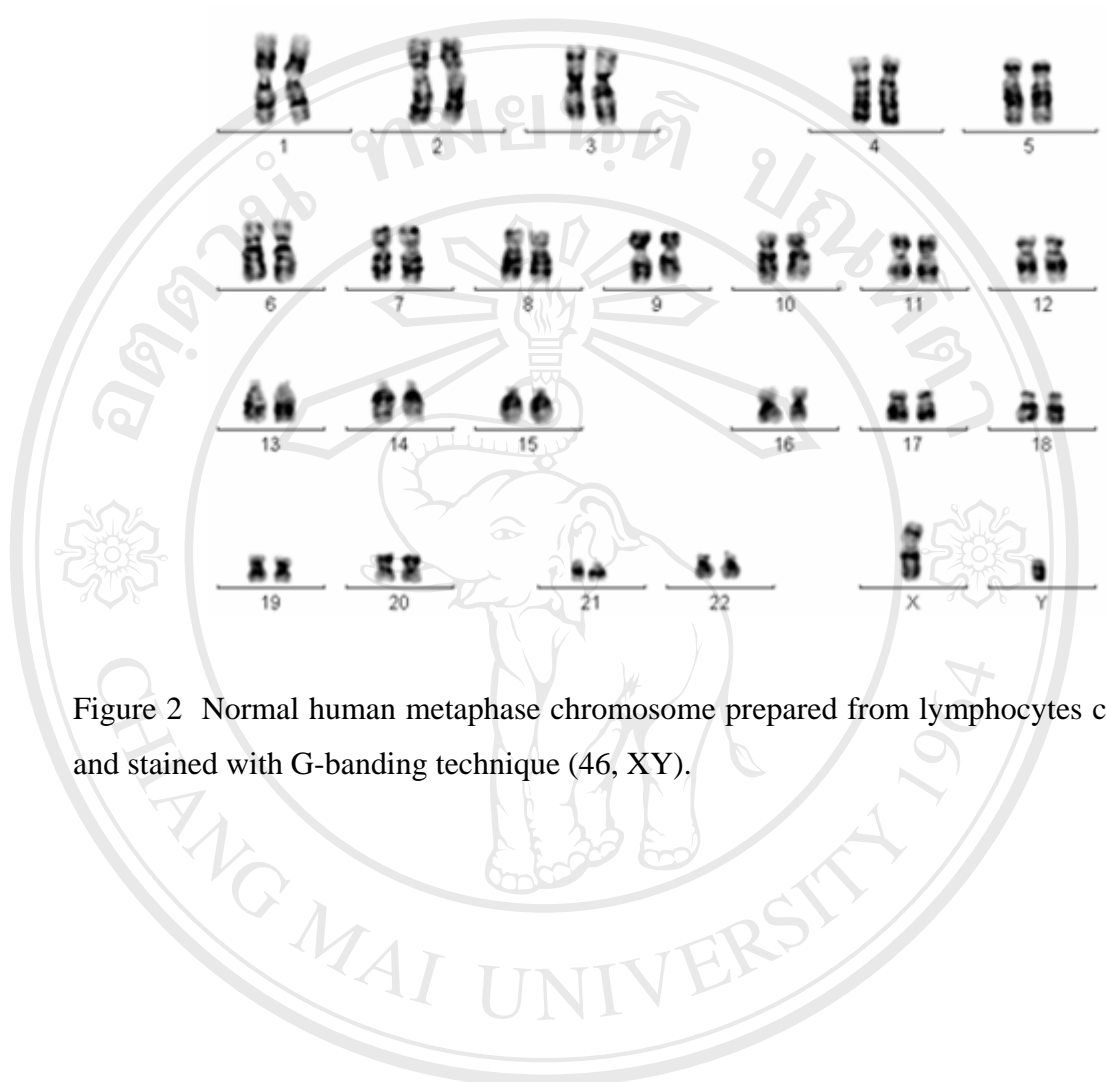 1 2 3 4 5
6 7 8 9 10 11 12
13 14 15 16 17 18
19 20 21 22 X Y
Figure 2 Normal human metaphase chromosome prepared from lymphocytes c
and stained with G-banding technique (46, XY).
CHIANG MAI UNIVERSITY 1964